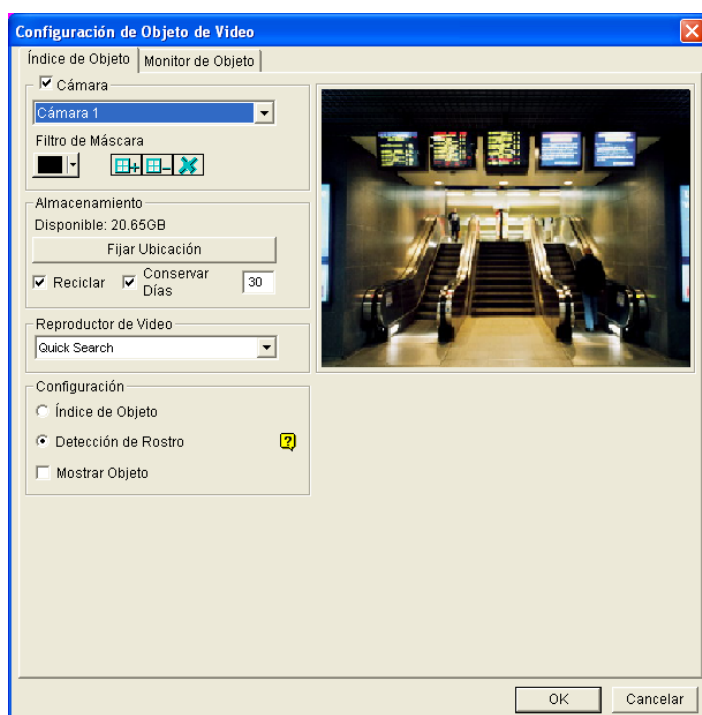 Configuración de Objeto de Video
Índice de Objeto
Monitor de Objeto
Cámara
Cámara 1
Filtro de Máscara
Almacenamiento
Disponible: 20.65GB
Fijar Ubicación
Reciclar
Conservar
Días
30
Reproductor de Video
Quick Search
Configuración
Índice de Objeto
Detección de Rostro
?
Mostrar Objeto
OK
Cancelar